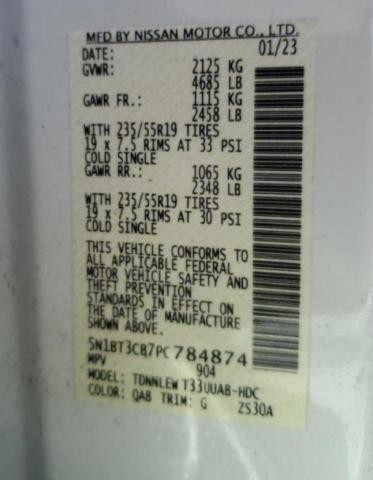 MFD BY NISSAN MOTOR CO., LTD.
DATE: 01/23
GVWR: 2125 KG
4685 LB
GAWR FR.: 1115 KG
2458 LB
WITH 235/55R19 TIRES
19 x 7.5 RIMS AT 33 PSI
COLD SINGLE
GAWR RR.: 1065 KG
2348 LB
WITH 235/55R19 TIRES
19 x 7.5 RIMS AT 30 PSI
COLD SINGLE
THIS VEHICLE CONFORMS TO
ALL APPLICABLE FEDERAL
MOTOR VEHICLE SAFETY AND
THEFT PREVENTION
STANDARDS IN EFFECT ON
THE DATE OF MANUFACTURE
SHOWN ABOVE.
5N1BT3CB7PC784874
MPV 904
MODEL: TDNNLEW T33UUAB-HDC
COLOR: QAB TRIM: G ZS30A